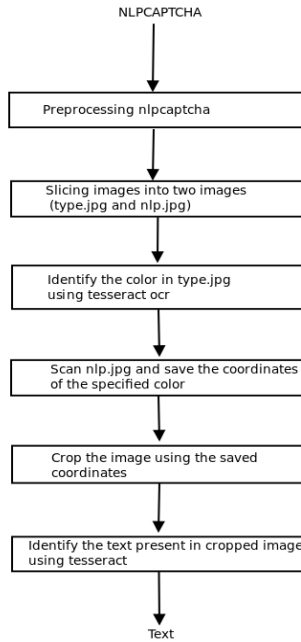 NLPCAPTCHA
Preprocessing nlpcaptcha
Slicing images into two images
(type.jpg and nlp.jpg)
Identify the color in type.jpg
using tesseract ocr
Scan nlp.jpg and save the coordinates
of the specified color
Crop the image using the saved
coordinates
Identify the text present in cropped image
using tesseract
Text